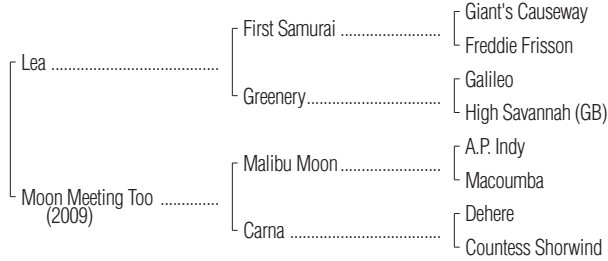 Giant's Causeway
First Samurai ....................
Freddie Frisson
Lea .....................................
Galileo
Greenery..............................
High Savannah (GB)
A.P. Indy
Malibu Moon ......................
Macoumba
Moon Meeting Too .............
(2009)
Dehere
Carna .................................
Countess Shorwind